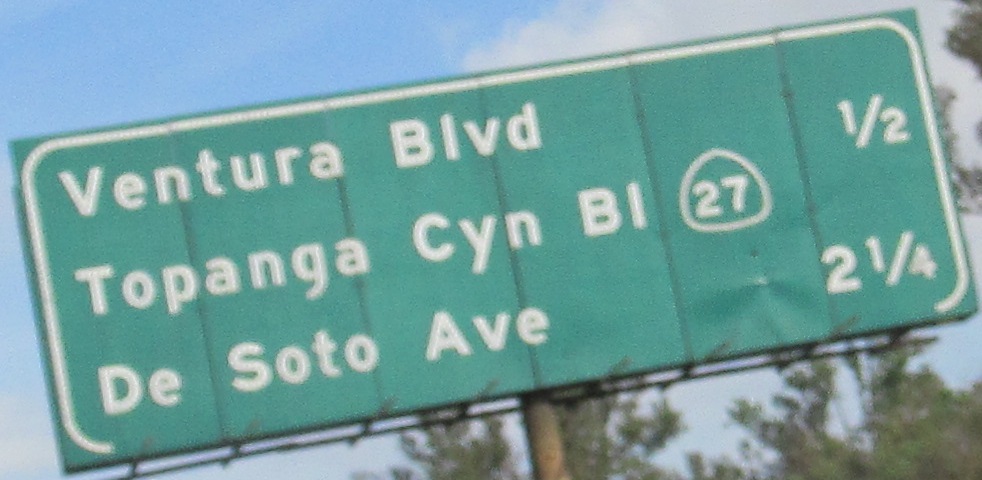 Ventura Blvd
Topanga Cyn Bl 27 1/2
De Soto Ave 2 1/4